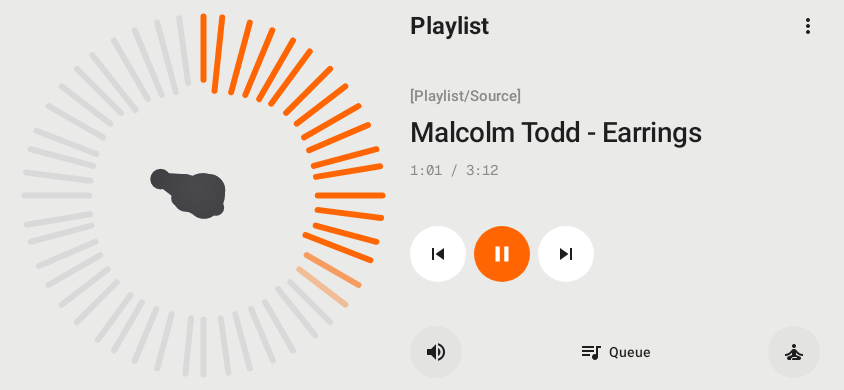 Playlist
[Playlist/Source]
Malcolm Todd - Earrings
1:01 / 3:12
Queue